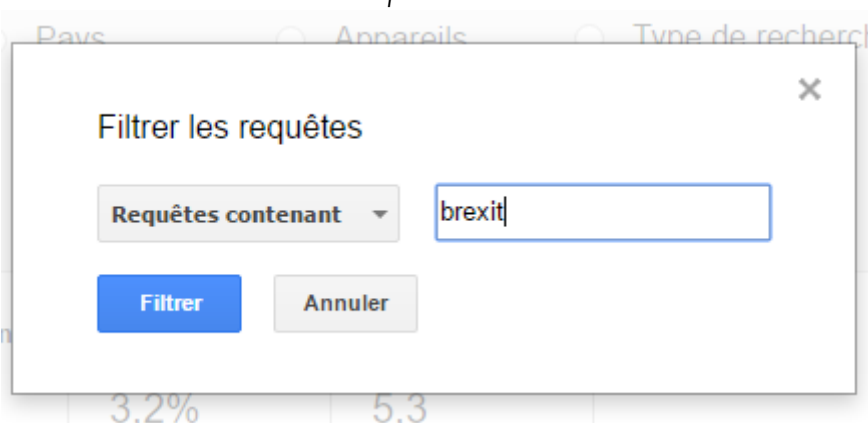 Pays Appareils Type de recherch
Filtrer les requêtes
Requêtes contenant brexit
Filtrer Annuler
3.2% 5.3